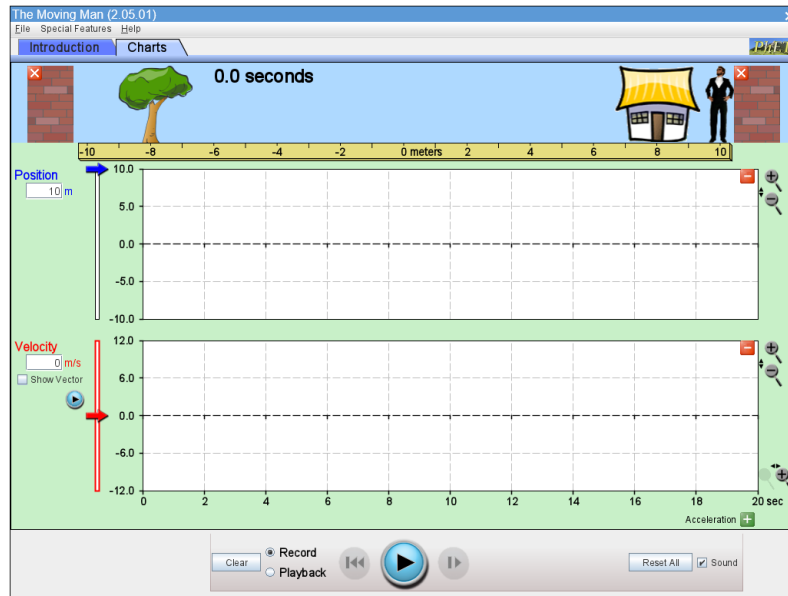 The Moving Man (2.05.01)
File Special Features Help
Introduction Charts
PhET
0.0 seconds
-10 -8 -6 -4 -2 0 meters 2 4 6 8 10
Position
10 m
10.0
5.0
0.0
-5.0
-10.0
Velocity
0 m/s
Show Vector
12.0
6.0
0.0
-6.0
-12.0
0 2 4 6 8 10 12 14 16 18 20 sec
Acceleration
Clear
Record
Playback
Reset All
Sound